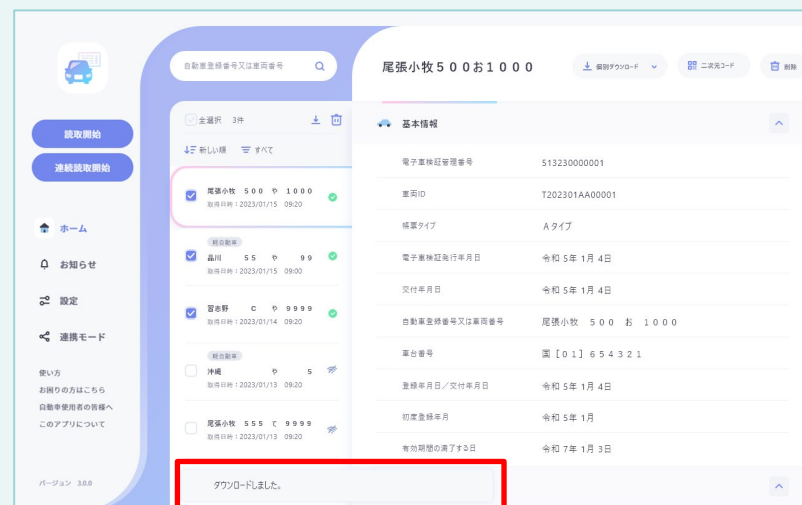 読取開始
連続読取開始
ホーム
お知らせ
設定
連携モード
使い方
お困りの方はこちら
自動車使用者の皆様へ
このアプリについて
バージョン 3.0.0
自動車登録番号又は車両番号
全選択 3件
新しい順 すべて
尾張小牧 500 や 1000
取得日時：2023/01/15 09:20
軽自動車
品川 55 や 99
取得日時：2023/01/15 09:00
習志野 C や 9999
取得日時：2023/01/14 09:20
軽自動車
沖縄 や 5
取得日時：2023/01/13 09:20
尾張小牧 555 て 9999
取得日時：2023/01/13 09:20
ダウンロードしました。
尾張小牧５００お１０００
個別ダウンロード
二次元コード
削除
基本情報
電子車検証管理番号 513230000001
車両ID T202301AA00001
帳票タイプ Aタイプ
電子車検証発行年月日 令和 5年 1月 4日
交付年月日 令和 5年 1月 4日
自動車登録番号又は車両番号 尾張小牧 500 お 1000
車台番号 国［01］654321
登録年月日／交付年月日 令和 5年 1月 4日
初度登録年月 令和 5年 1月
有効期間の満了する日 令和 7年 1月 3日